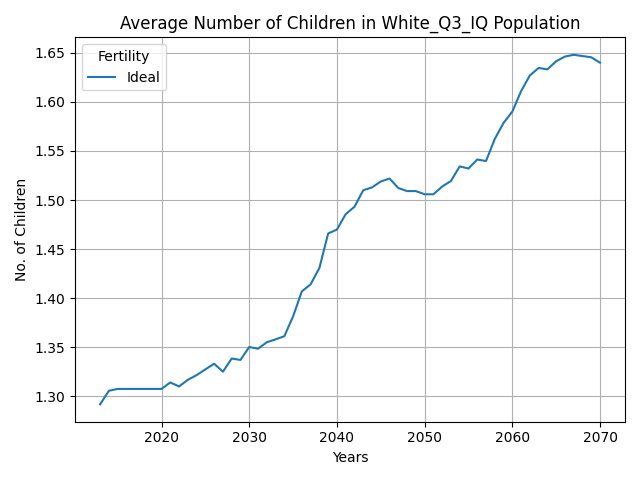 Average Number of Children in White_Q3_IQ Population
Fertility
Ideal
1.65
1.60
1.55
1.50
1.45
1.40
1.35
1.30
No. of Children
2020 2030 2040 2050 2060 2070
Years